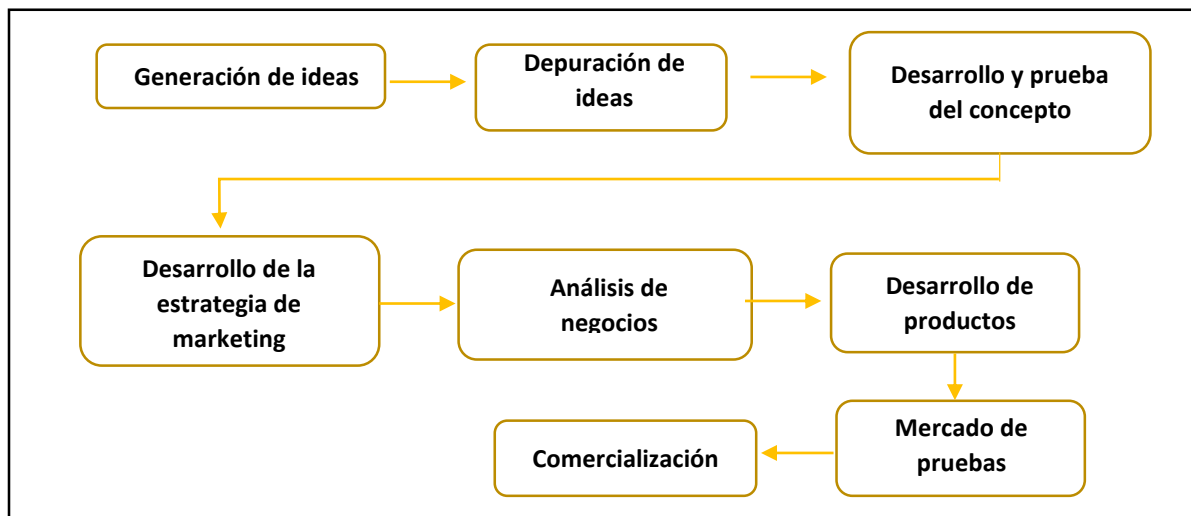 Generación de ideas
Depuración de
ideas
Desarrollo y prueba
del concepto
Desarrollo de la
estrategia de
marketing
Análisis de
negocios
Desarrollo de
productos
Mercado de
pruebas
Comercialización